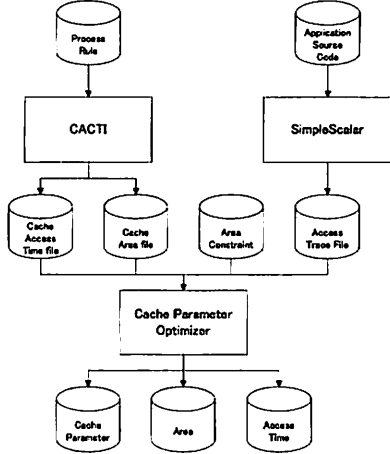 Process
Rule
Application
Source
Code
CACTI
SimpleScalar
Cache
Access
Time file
Cache
Area file
Area
Constraint
Access
Trace File
Cache Parameter
Optimizer
Cache
Parameter
Area
Access
Time